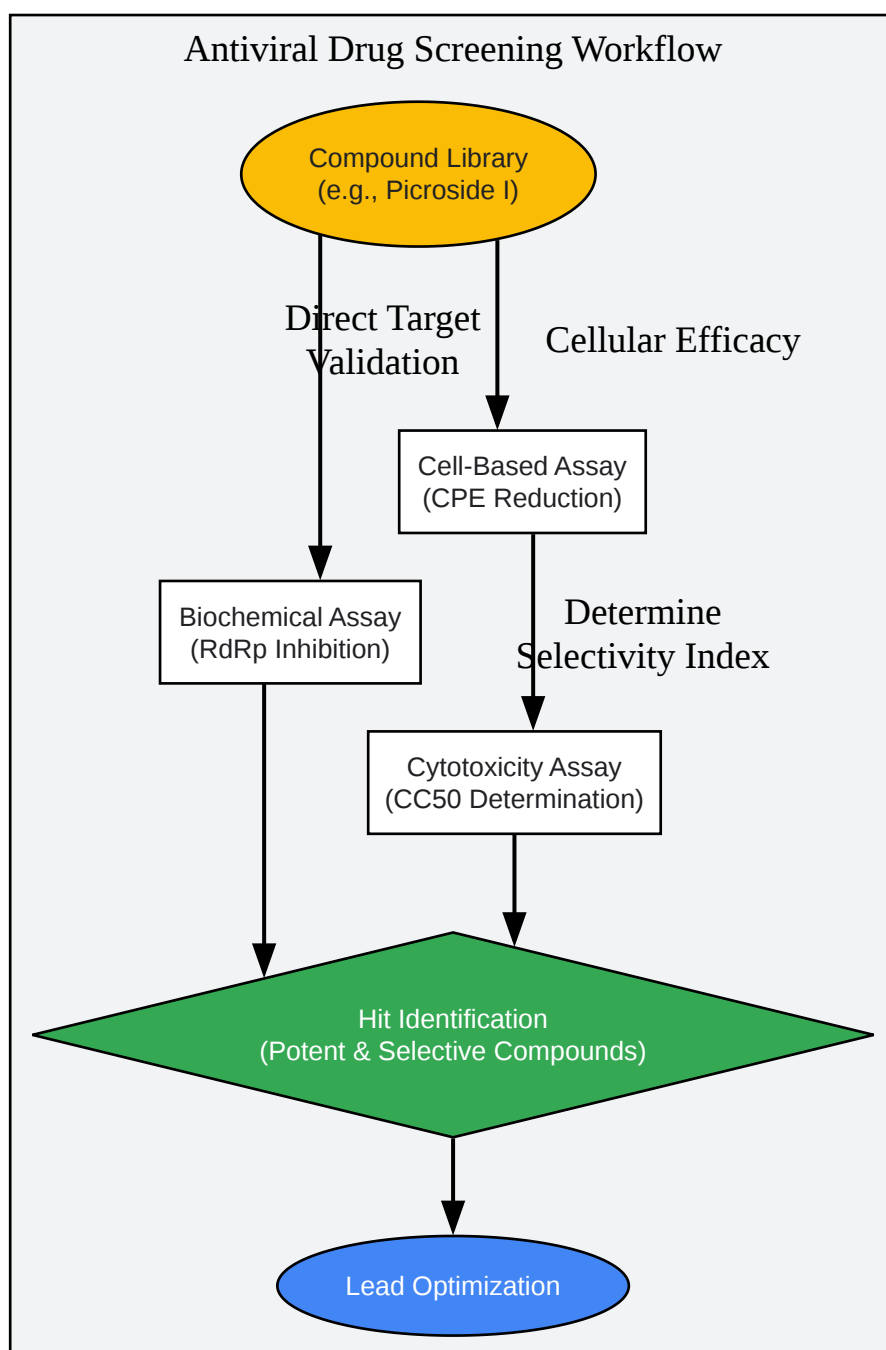 Antiviral Drug Screening Workflow
Compound Library
(e.g., Picroside I)
Direct Target
Validation
Cellular Efficacy
Cell-Based Assay
(CPE Reduction)
Biochemical Assay
(RdRp Inhibition)
Determine
Selectivity Index
Cytotoxicity Assay
(CC50 Determination)
Hit Identification
(Potent & Selective Compounds)
Lead Optimization